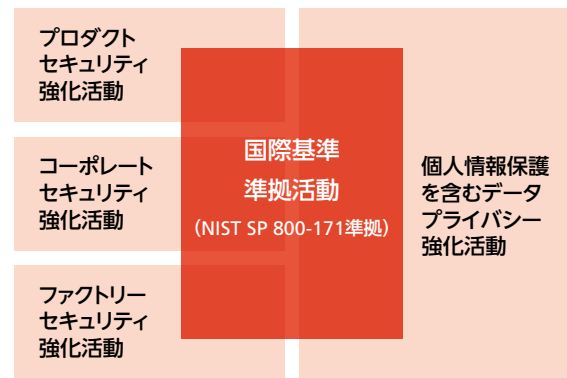 プロダクト
セキュリティ
強化活動
コーポレート
セキュリティ
強化活動
ファクトリー
セキュリティ
強化活動
国際基準
準拠活動
（NIST SP 800-171準拠）
個人情報保護
を含むデータ
プライバシー
強化活動